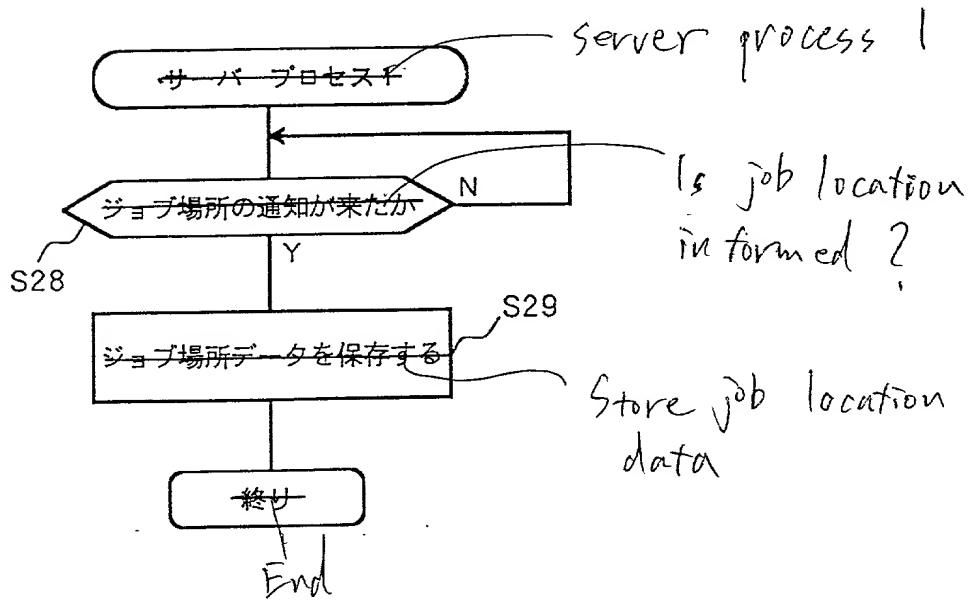 server process 1
サーバープロセス1
Is job location
informed?
ジョブ場所の通知が来たか
N
Y
S28
S29
ジョブ場所データを保存する
Store job location
data
終り
End